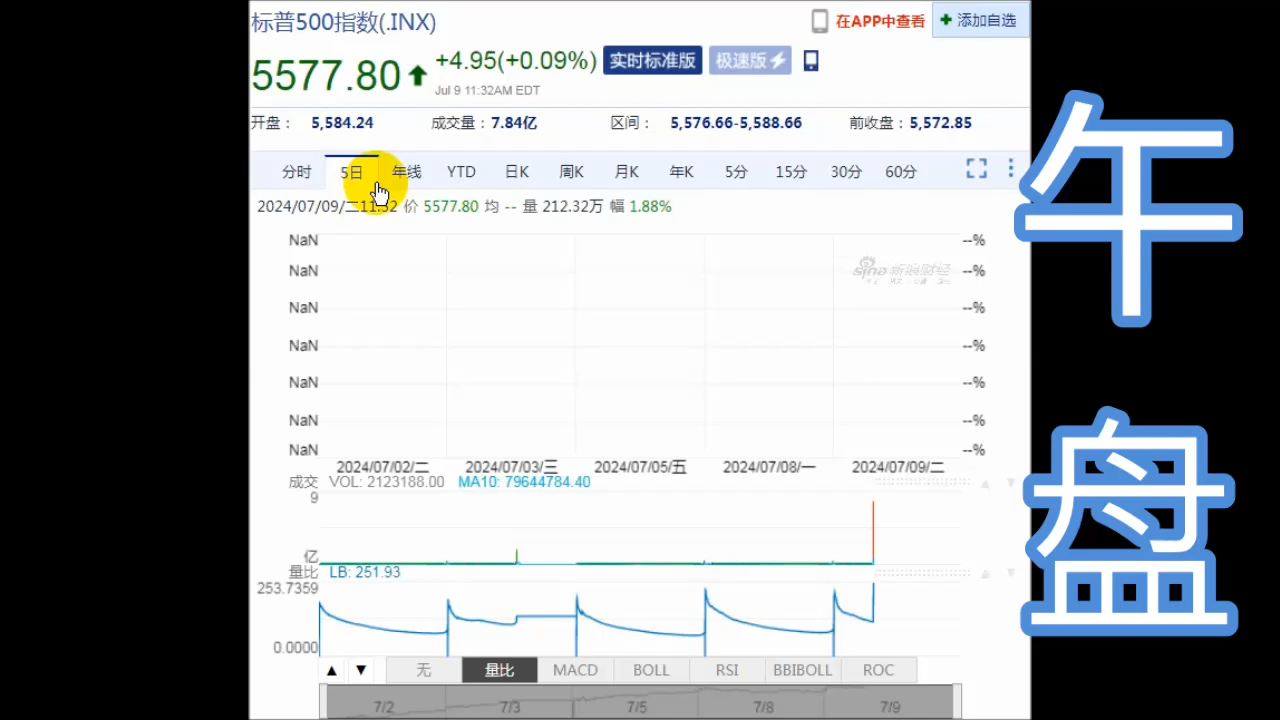 标普500指数(.INX)
在APP中查看
添加自选
5577.80
+4.95(+0.09%)
实时标准版
极速版
Jul 9 11:32AM EDT
开盘： 5,584.24 成交量：7.84亿 区间： 5,576.66-5,588.66 前收盘：5,572.85
分时 5日 年线 YTD 日K 周K 月K 年K 5分 15分 30分 60分
2024/07/09/二11:32 价 5577.80 均 -- 量 212.32万 幅 1.88%
NaN --%
sina 新浪财经
NaN --%
NaN --%
NaN --%
NaN --%
NaN --%
NaN --%
2024/07/02/二 2024/07/03/三 2024/07/05/五 2024/07/08/一 2024/07/09/二
成交 VOL: 2123188.00 MA10: 79644784.40
9
亿
量比 LB: 251.93
253.7359
0.0000
无 量比 MACD BOLL RSI BBIBOLL ROC
7/2 7/3 7/5 7/8 7/9
午
盘